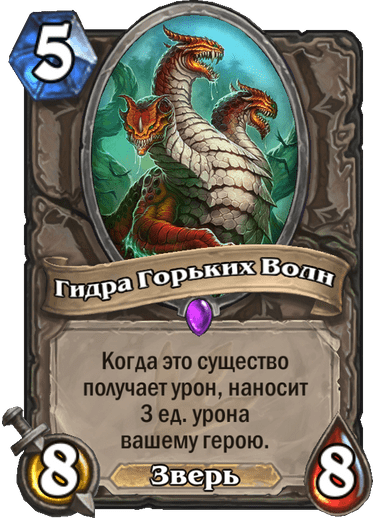 5
Гидра Горьких Волн
Когда это существо
получает урон, наносит
3 ед. урона
вашему герою.
8 Зверь 8